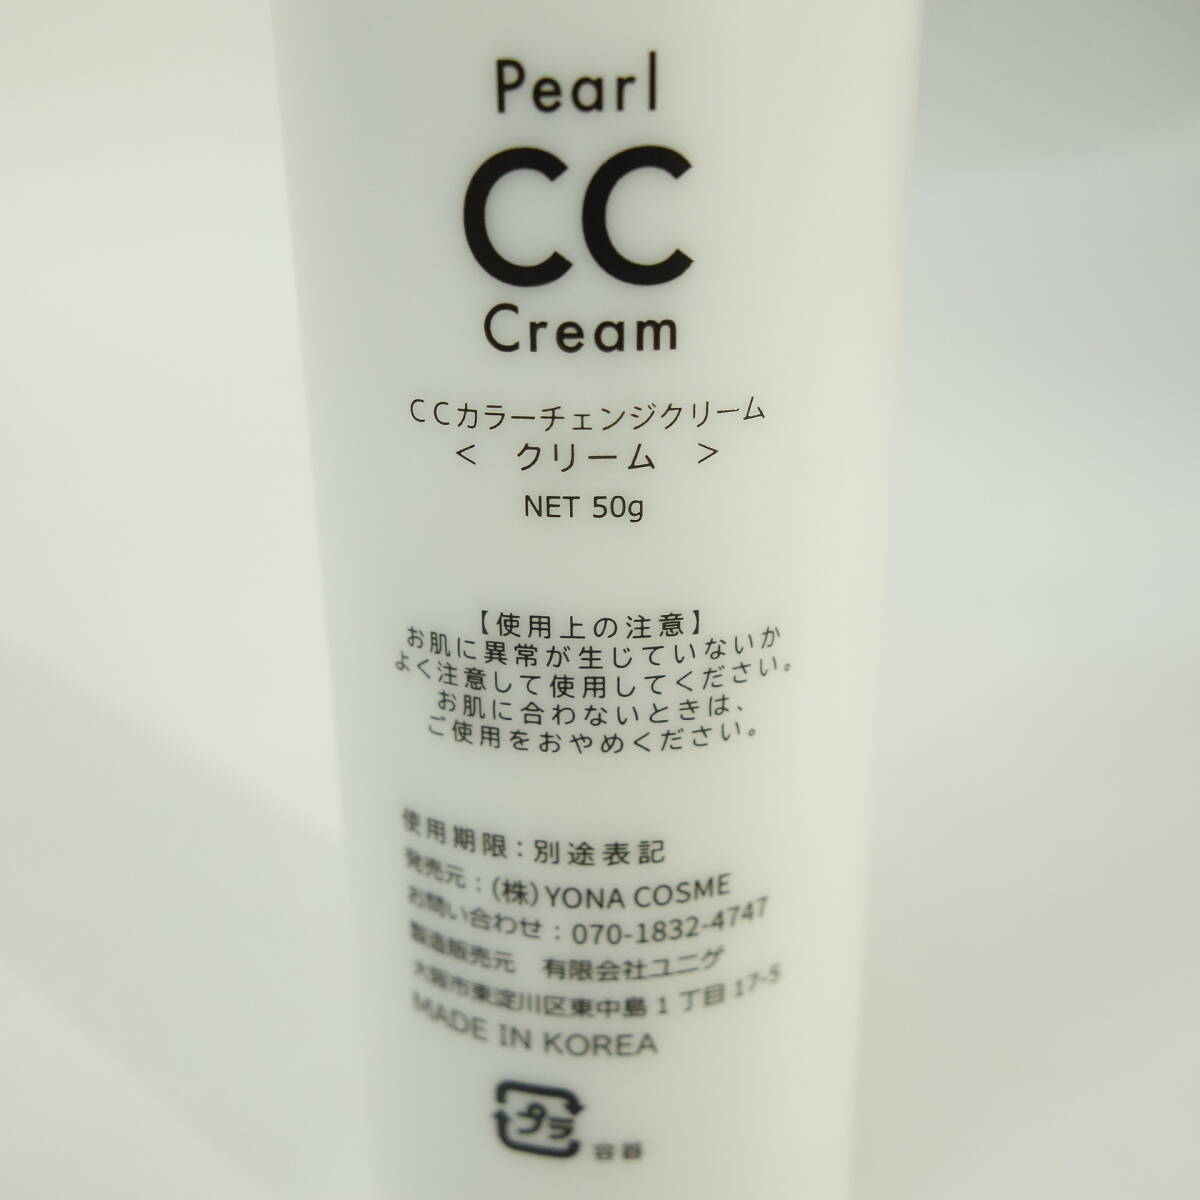 Pearl
CC
Cream
CCカラーチェンジクリーム
< クリーム >
NET 50g
【使用上の注意】
お肌に異常が生じていないか
よく注意して使用してください。
お肌に合わないときは、
ご使用をおやめください。
使用期限：別途表記
発売元：(株)YONA COSME
お問い合わせ：070-1832-4747
製造販売元 有限会社ユニゲ
大阪市東淀川区東中島1丁目17-5
MADE IN KOREA
プラ
容器